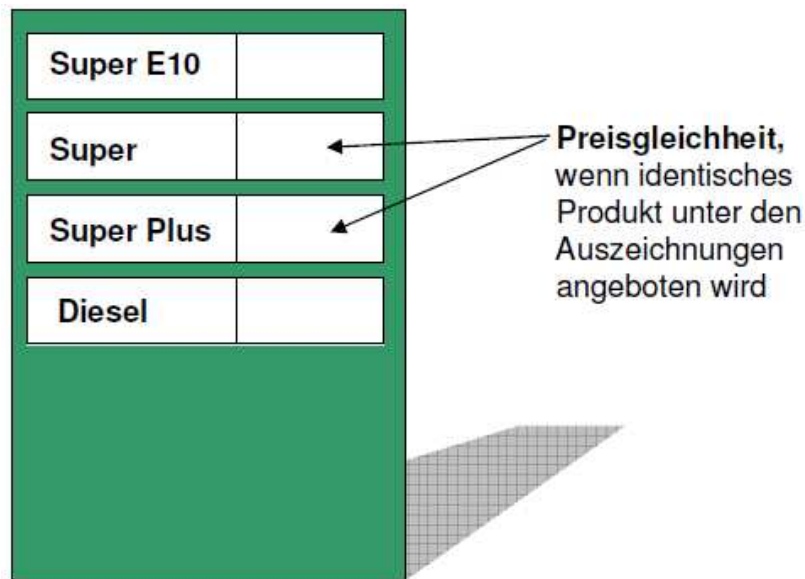 Super E10
Super
Super Plus
Diesel
Preisgleichheit,
wenn identisches
Produkt unter den
Auszeichnungen
angeboten wird